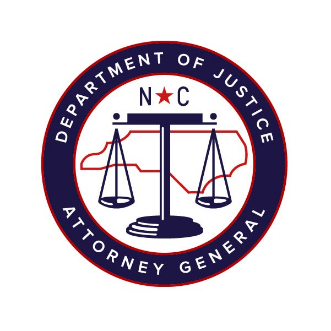 DEPARTMENT OF JUSTICE
N★C
ATTORNEY GENERAL